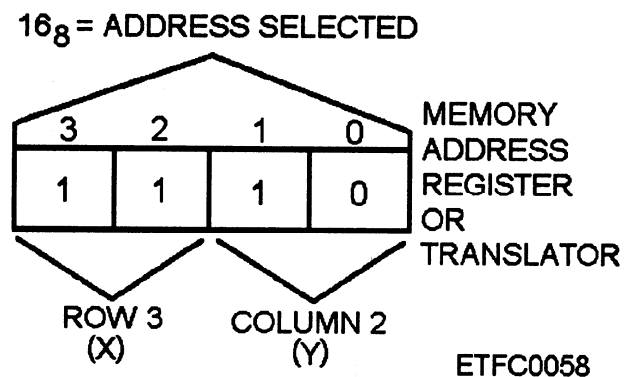 16₈ = ADDRESS SELECTED
3 2 1 0
1 1 1 0
MEMORY
ADDRESS
REGISTER
OR
TRANSLATOR
ROW 3
(X)
COLUMN 2
(Y)
ETFC0058